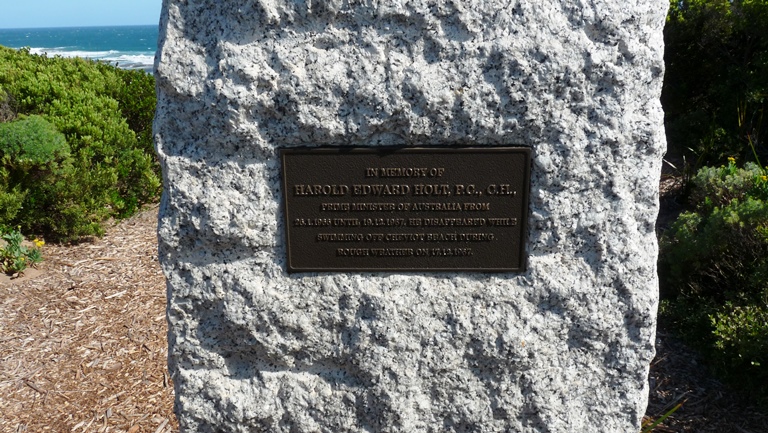 IN MEMORY OF
HAROLD EDWARD HOLT, P.C., C.H.,
PRIME MINISTER OF AUSTRALIA FROM
26.1.1966 UNTIL 19.12.1967. HE DISAPPEARED WHILE
SWIMMING OFF CHEVIOT BEACH DURING
ROUGH WEATHER ON 17.12.1967.